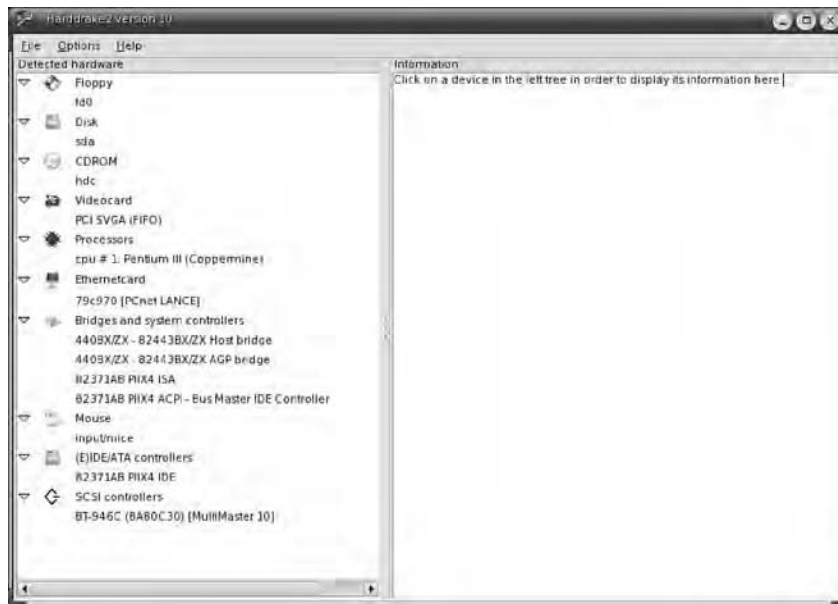 Harddrake2 version 10
File Options Help
Detected hardware
Floppy
fd0
Disk
sda
CDROM
hdc
Videocard
PCI SVGA (FIFO)
Processors
cpu # 1: Pentium III (Coppermine)
Ethernetcard
79c970 [PCnet LANCE]
Bridges and system controllers
440BX/ZX - 82443BX/ZX Host bridge
440BX/ZX - 82443BX/ZX AGP bridge
82371AB PIIX4 ISA
82371AB PIIX4 ACPI - Bus Master IDE Controller
Mouse
input/mice
(E)IDE/ATA controllers
82371AB PIIX4 IDE
SCSI controllers
BT-946C (BA80C30) [MultiMaster 10]
Information
Click on a device in the left tree in order to display its information here.